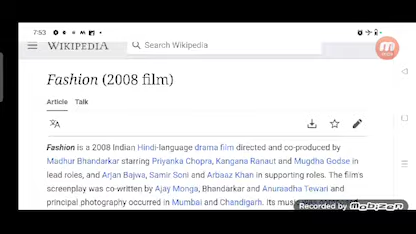 7:53
WIKIPEDIA
Search Wikipedia
Fashion (2008 film)
Article Talk
Fashion is a 2008 Indian Hindi-language drama film directed and co-produced by
Madhur Bhandarkar starring Priyanka Chopra, Kangana Ranaut and Mugdha Godse in
lead roles, and Arjan Bajwa, Samir Soni and Arbaaz Khan in supporting roles. The film's
screenplay was co-written by Ajay Monga, Bhandarkar and Anuraadha Tewari and
principal photography occurred in Mumbai and Chandigarh. Its
Recorded by
MOBIZEN